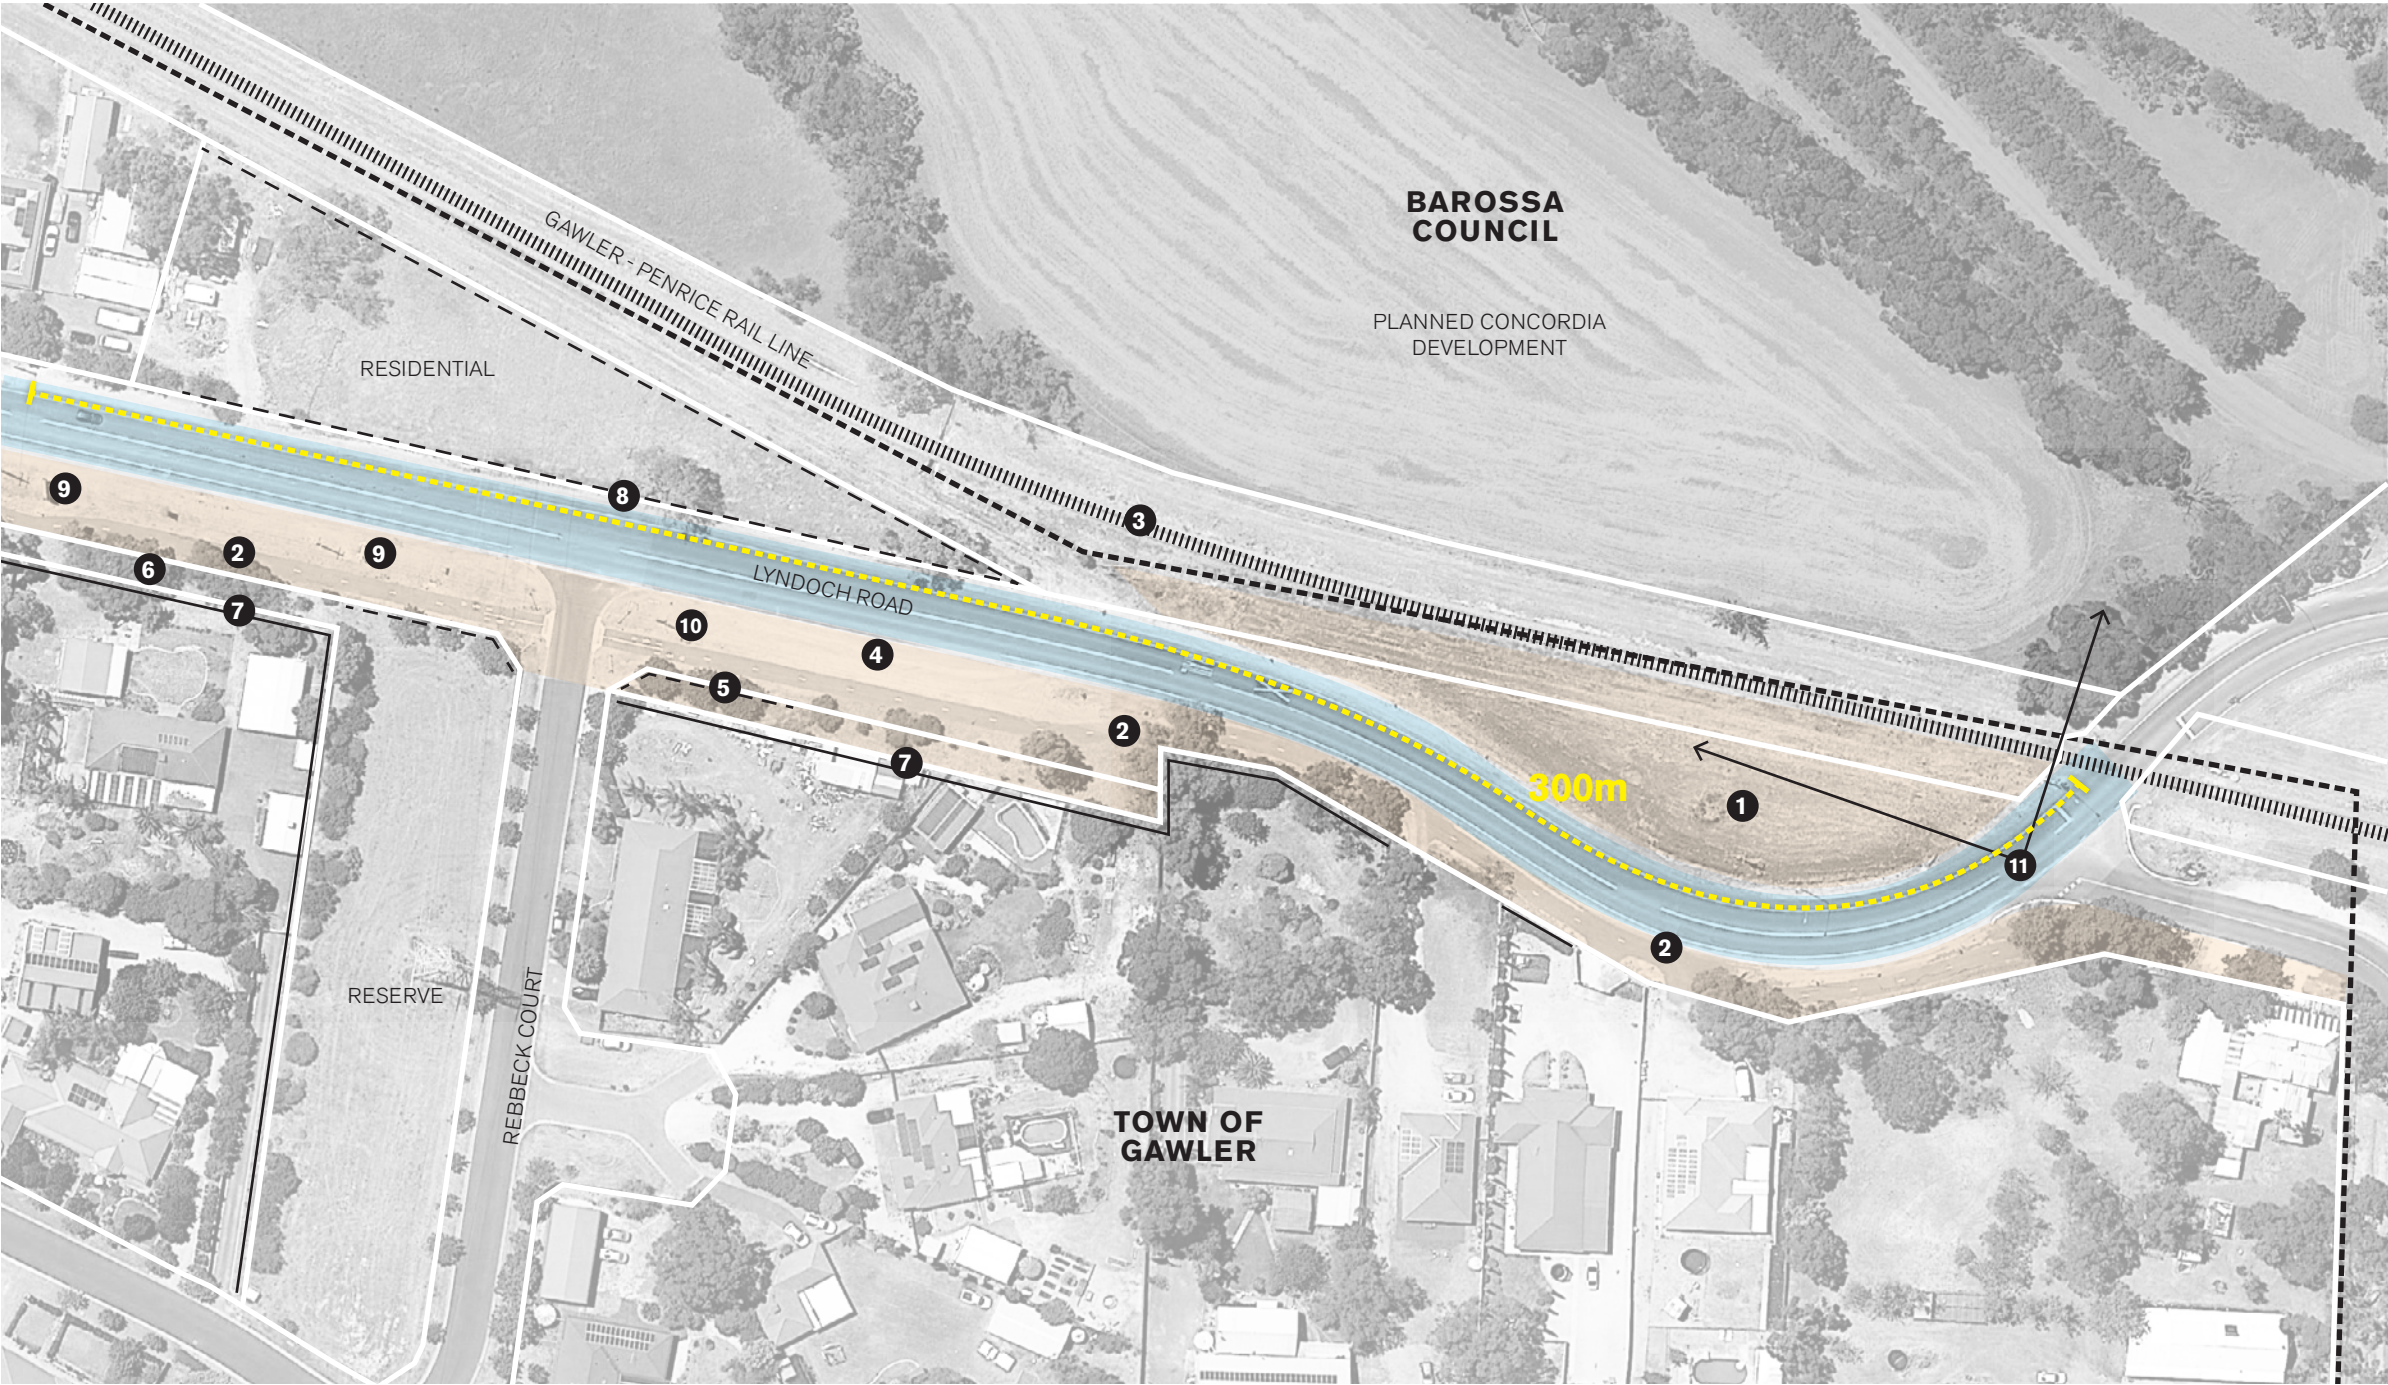 BAROSSA
COUNCIL
GAWLER - PENRICE RAIL LINE
PLANNED CONCORDIA
DEVELOPMENT
RESIDENTIAL
9
8
3
2
9
6
7
LYNDOCH ROAD
10
4
5
2
7
300m
1
11
2
RESERVE
REBBECK COURT
TOWN OF
GAWLER